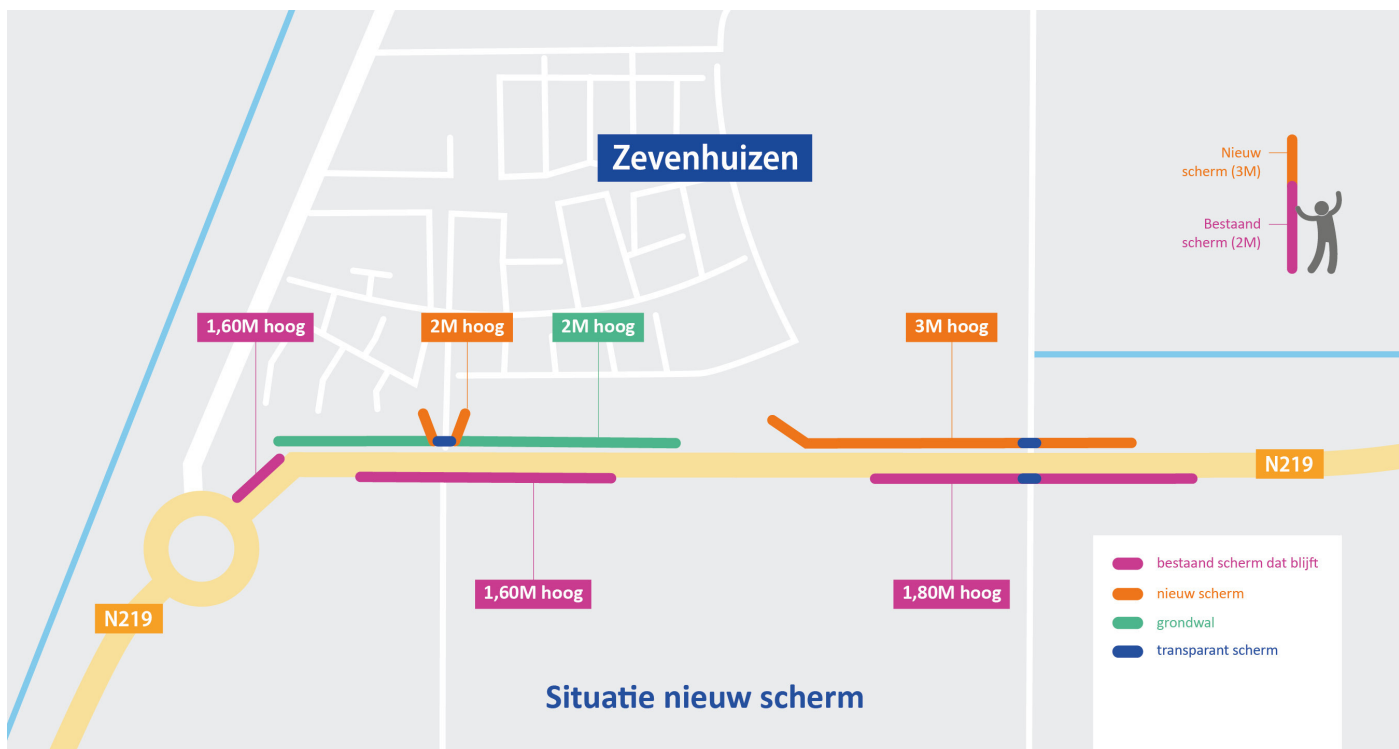 Zevenhuizen
Nieuw
scherm (3M)
Bestaand
scherm (2M)
1,60M hoog
2M hoog
2M hoog
3M hoog
N219
N219
1,60M hoog
1,80M hoog
bestaand scherm dat blijft
nieuw scherm
grondwal
transparant scherm
Situatie nieuw scherm